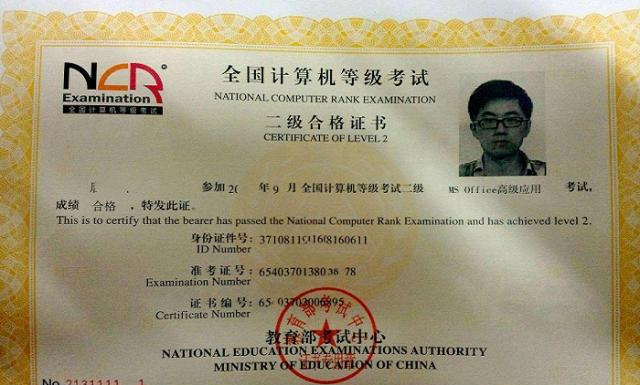 NCR
Examination
全国计算机等级考试
全国计算机等级考试
NATIONAL COMPUTER RANK EXAMINATION
二级合格证书
CERTIFICATE OF LEVEL 2
参加 年 9 月 全国计算机等级考试二级 MS Office高级应用 考试,
成绩 合格 , 特发此证。
This is to certify that the bearer has passed the National Computer Rank Examination and has achieved level 2.
身份证件号:
ID Number
准考证号:
Examination Number
证书编号:
Certificate Number
教育部考试中心
NATIONAL EDUCATION EXAMINATIONS AUTHORITY
MINISTRY OF EDUCATION OF CHINA
No